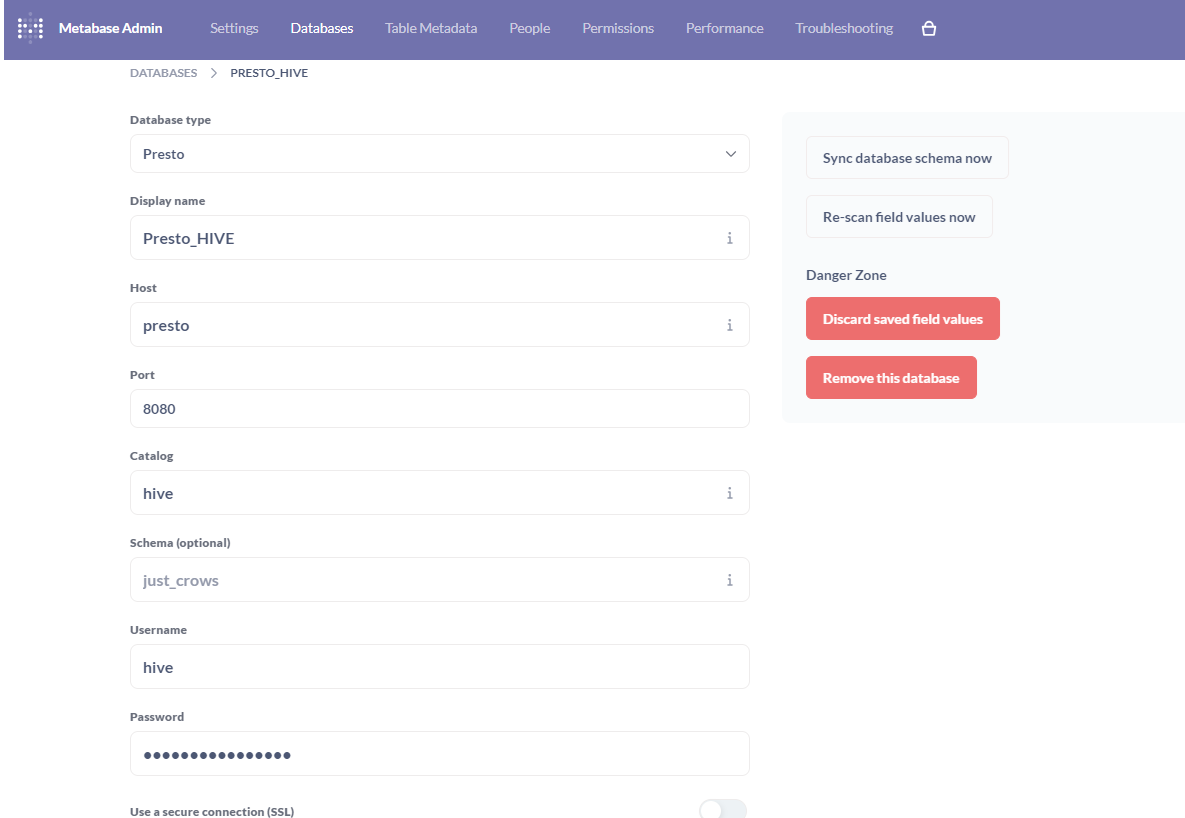 Metabase Admin Settings Databases Table Metadata People Permissions Performance Troubleshooting
DATABASES > PRESTO_HIVE
Database type
Presto
Display name
Presto_HIVE
Host
presto
Port
8080
Catalog
hive
Schema (optional)
just_crows
Username
hive
Password
••••••••••••••••
Use a secure connection (SSL)
Sync database schema now
Re-scan field values now
Danger Zone
Discard saved field values
Remove this database